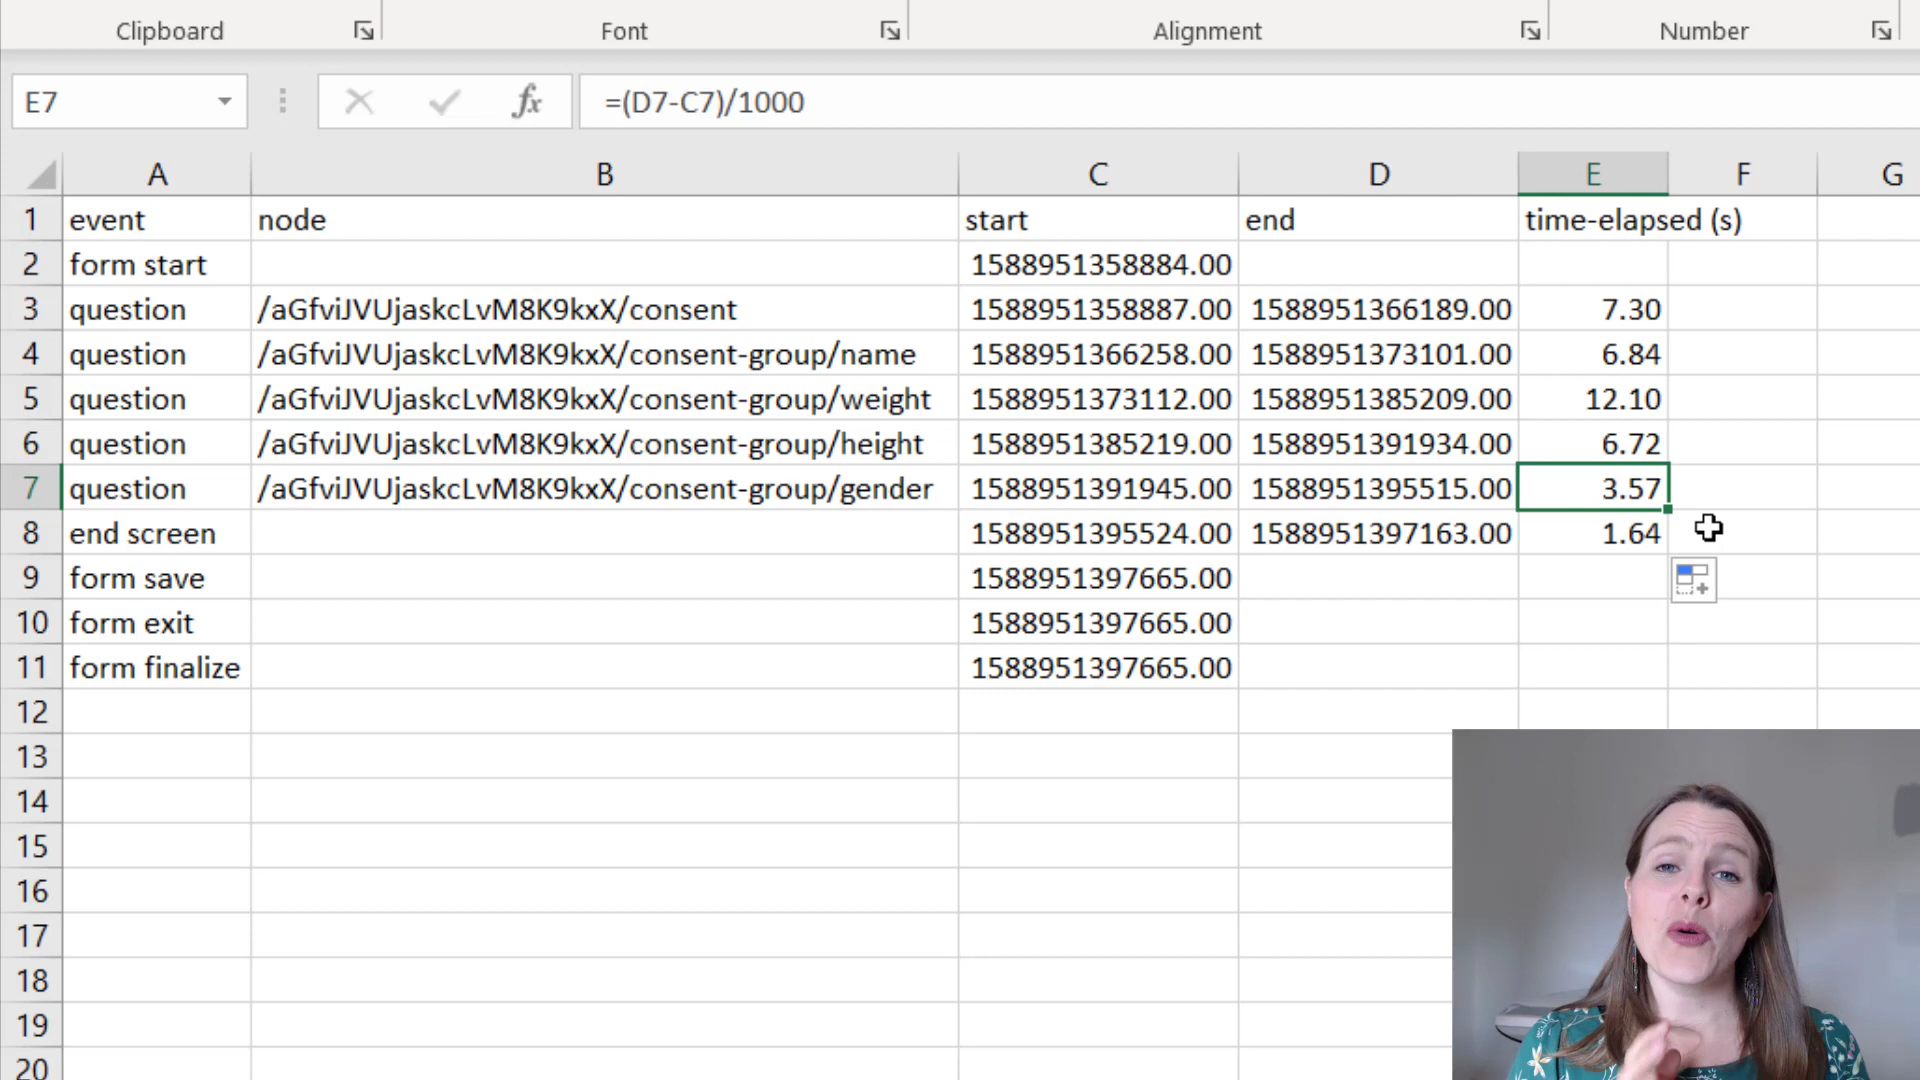 Clipboard Font Alignment Number
E7 fx =(D7-C7)/1000
A B C D E F G
1 event node start end time-elapsed (s)
2 form start 1588951358884.00
3 question /aGfviJVUjaskcLvM8K9kxX/consent 1588951358887.00 1588951366189.00 7.30
4 question /aGfviJVUjaskcLvM8K9kxX/consent-group/name 1588951366258.00 1588951373101.00 6.84
5 question /aGfviJVUjaskcLvM8K9kxX/consent-group/weight 1588951373112.00 1588951385209.00 12.10
6 question /aGfviJVUjaskcLvM8K9kxX/consent-group/height 1588951385219.00 1588951391934.00 6.72
7 question /aGfviJVUjaskcLvM8K9kxX/consent-group/gender 1588951391945.00 1588951395515.00 3.57
8 end screen 1588951395524.00 1588951397163.00 1.64
9 form save 1588951397665.00
10 form exit 1588951397665.00
11 form finalize 1588951397665.00
12
13
14
15
16
17
18
19
20